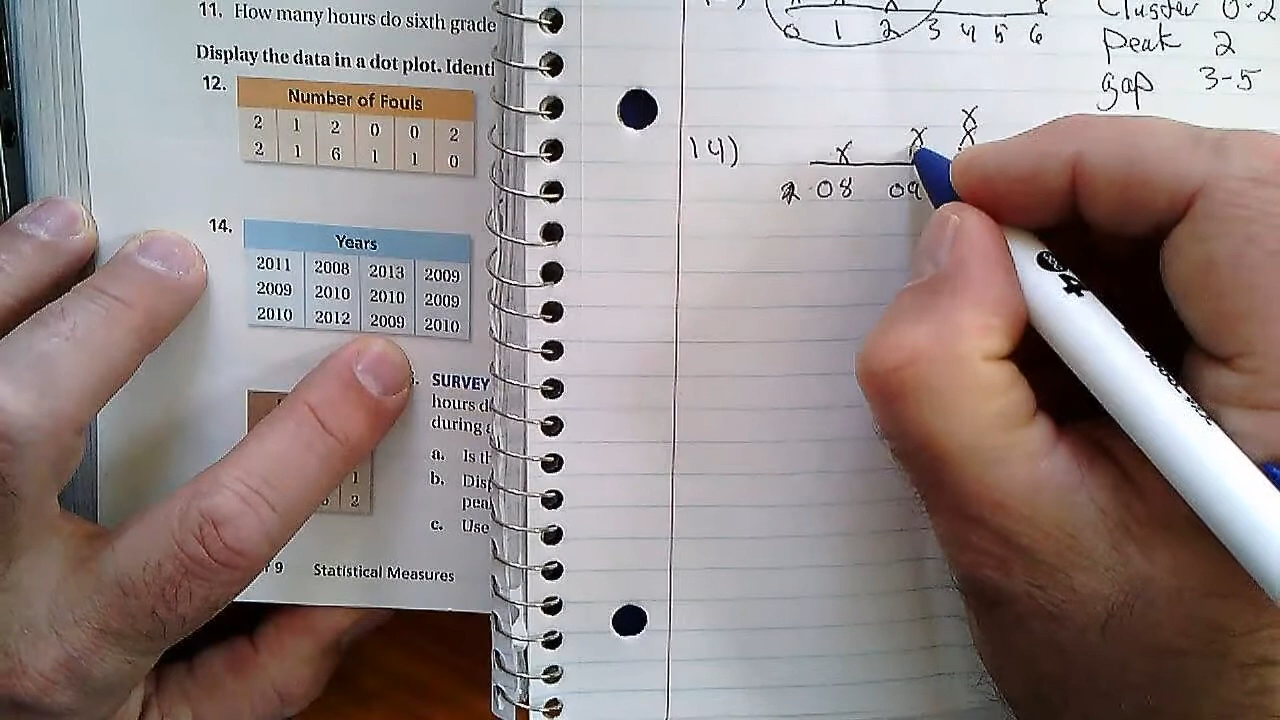 11. How many hours do sixth grade
Display the data in a dot plot. Identi
12.
Number of Fouls
2 1 2 0 0 2
2 1 6 1 1 0
14.
Years
2011 2008 2013 2009
2009 2010 2010 2009
2010 2012 2009 2010
SURVEY
hours d
during a
a. Is th
b. Disp
pea
c. Use
1
2
9 Statistical Measures
0 1 2 3 4 5 6
Cluster 0-2
peak 2
gap 3-5
14)
X X X
X
08 09